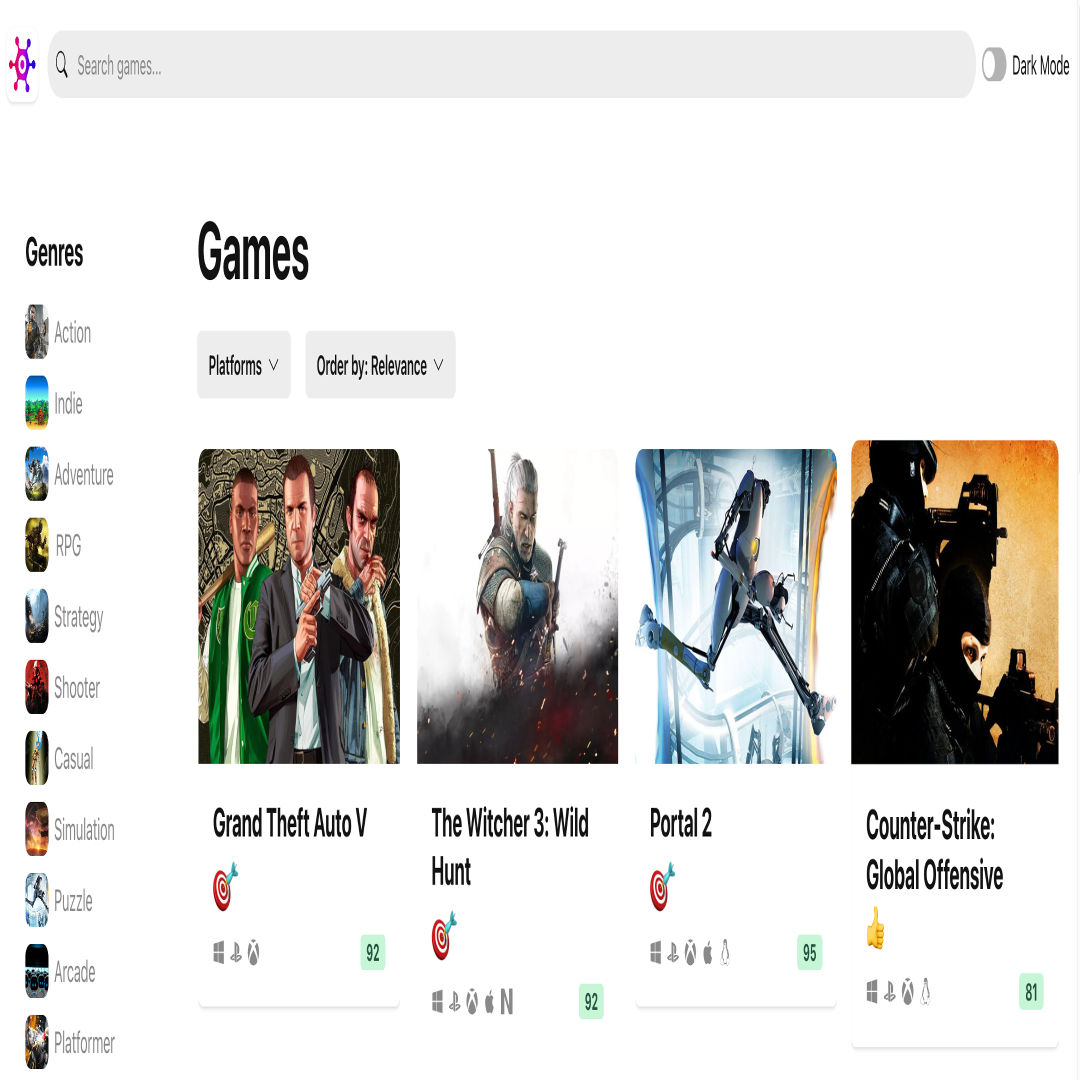 Search games...
Dark Mode
Genres
Action
Indie
Adventure
RPG
Strategy
Shooter
Casual
Simulation
Puzzle
Arcade
Platformer
Games
Platforms
Order by: Relevance
Grand Theft Auto V
92
The Witcher 3: Wild
Hunt
N
92
Portal 2
95
Counter-Strike:
Global Offensive
81